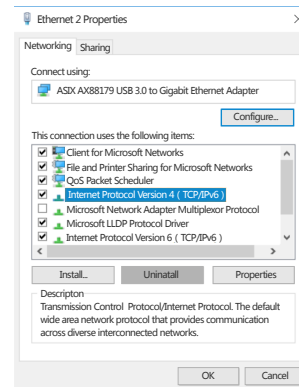 Ethernet 2 Properties
Networking Sharing
Connect using:
ASIX AX88179 USB 3.0 to Gigabit Ethernet Adapter
Configure...
This connection uses the following items:
Client for Microsoft Networks
File and Printer Sharing for Microsoft Networks
QoS Packet Scheduler
Internet Protocol Version 4 ( TCP/IPv6 )
Microsoft Network Adapter Multiplexor Protocol
Microsoft LLDP Protocol Driver
Internet Protocol Version 6 ( TCP/IPv6 )
Install... Uninstall Properties
Descripton
Transmission Control Protocol/Internet Protocol. The default
wide area network protocol that provides communication
across diverse interconnected networks.
OK Cancel